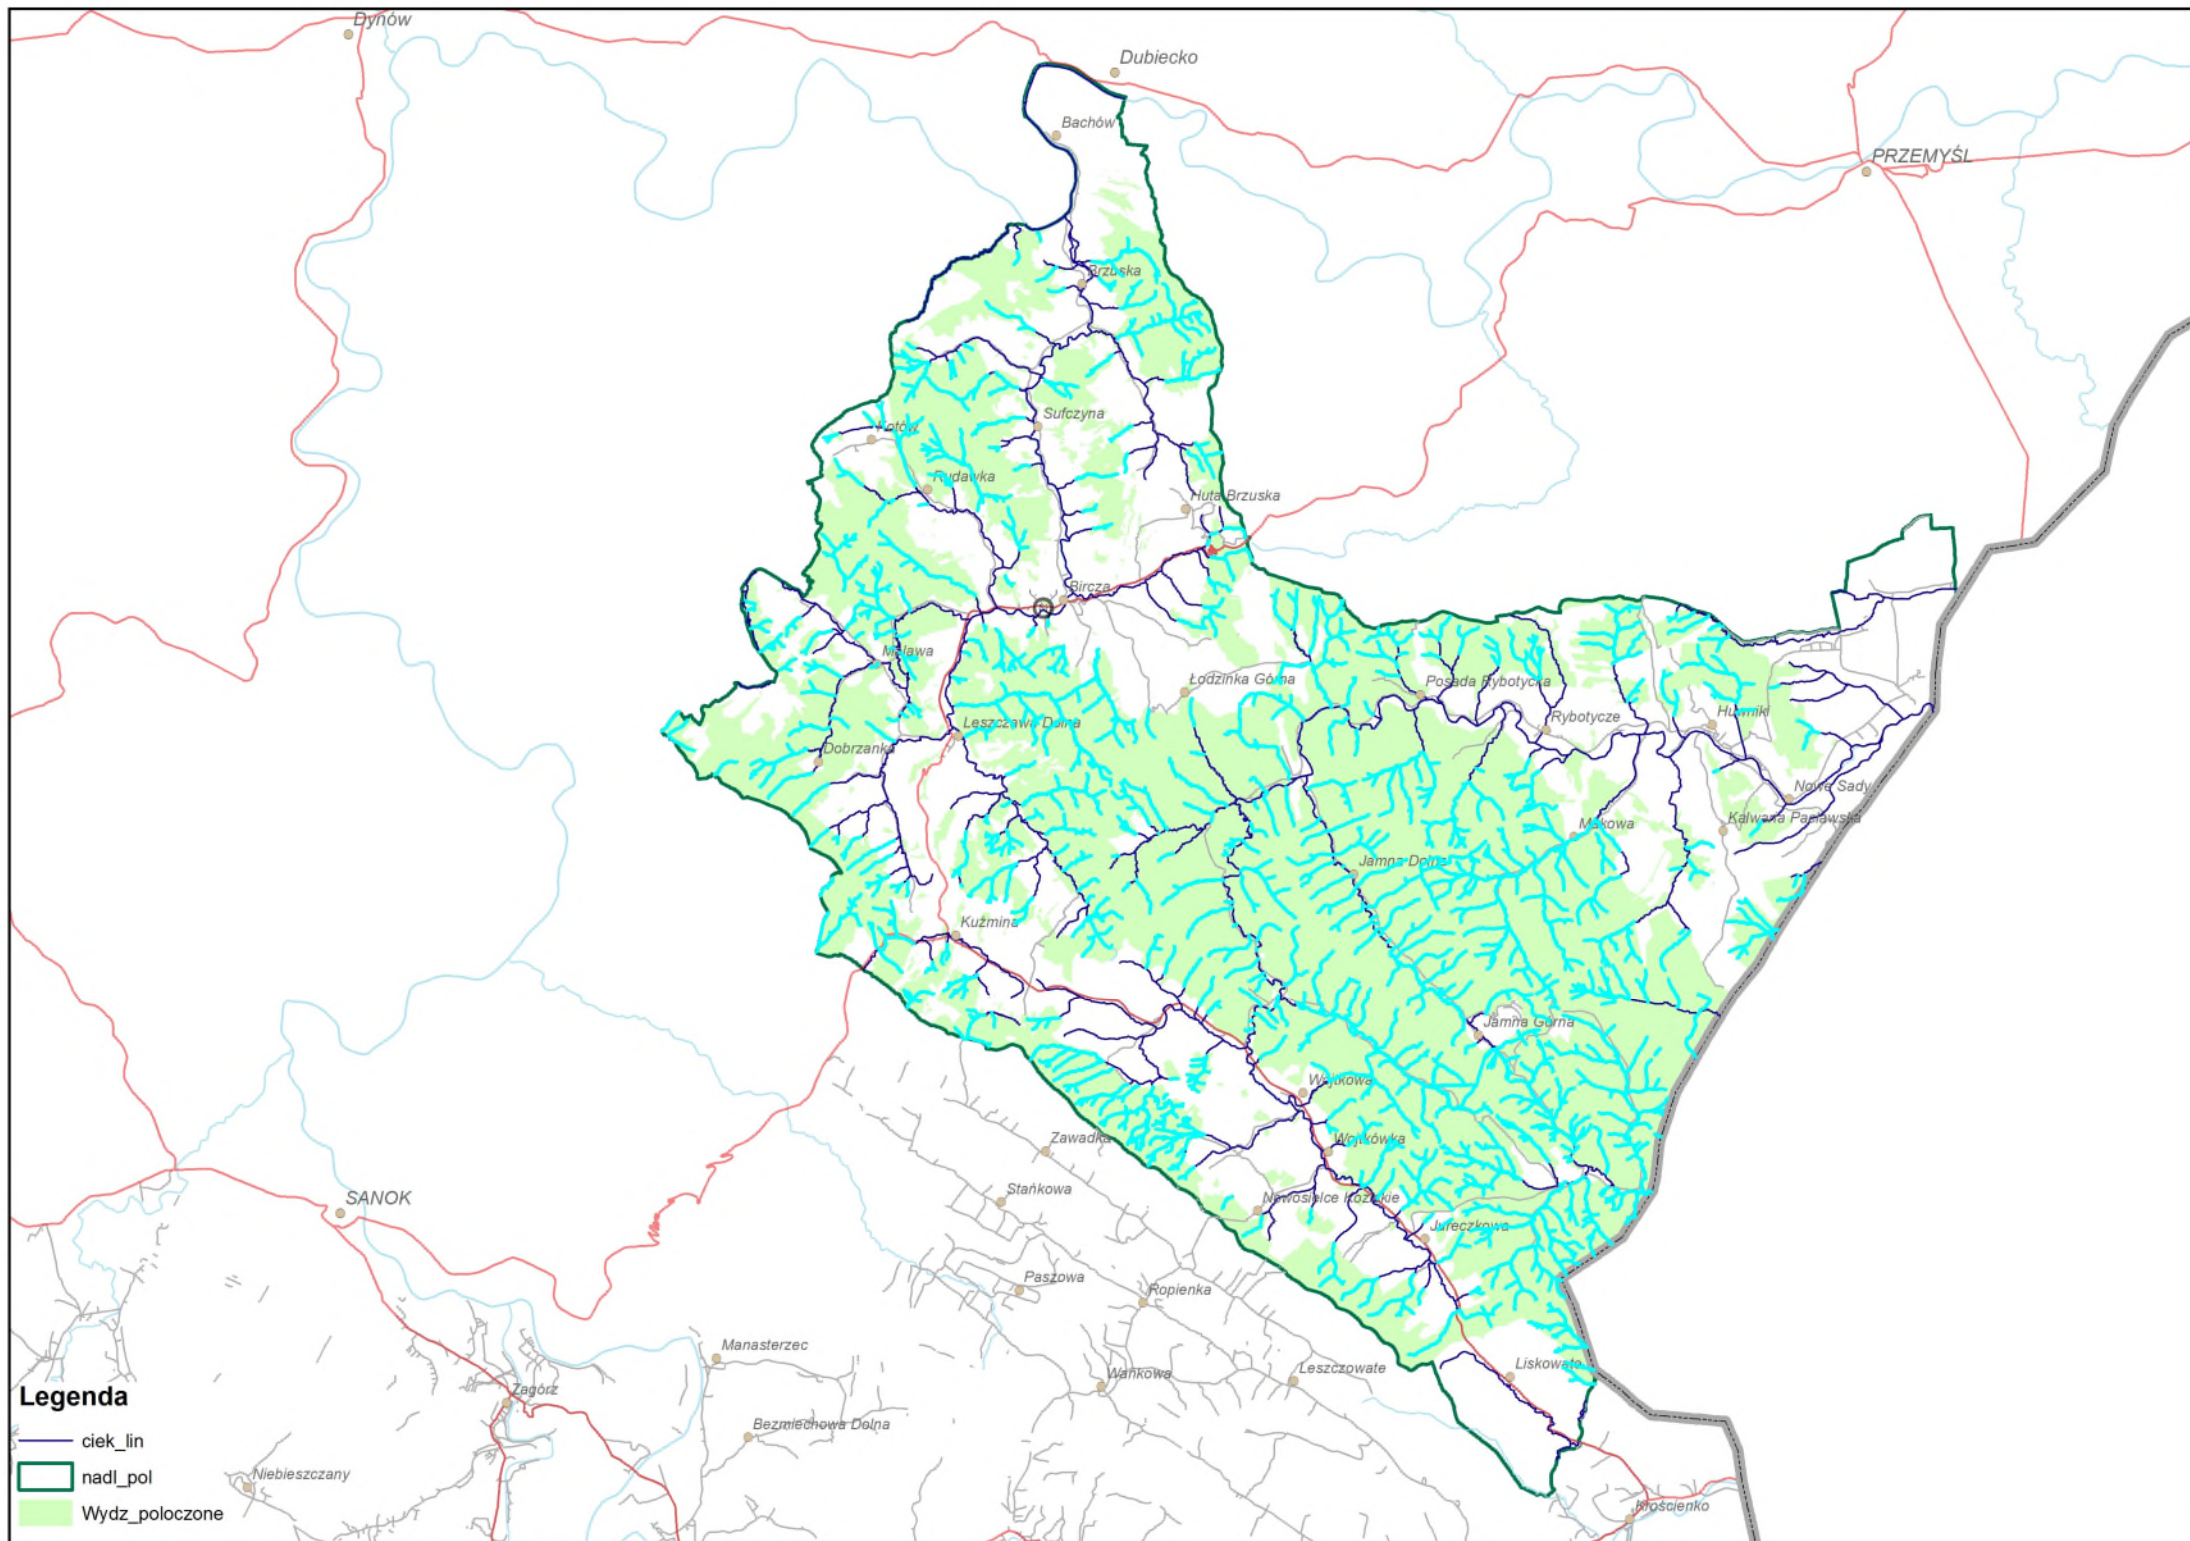 Dynów
Dubiecko
Bachów
PRZEMYŚL
Brzuska
Sufczyna
Kotów
Rudawka
Huta Brzuska
Bircza
Malawa
Łodzinka Górna
Posada Rybotycka
Leszczawa Dolna
Rybotycze
Huwniki
Dobrzanka
Nowe Sady
Kalwaria Pacławska
Makowa
Jamna Dolna
Kuźmina
Jamna Górna
Wojtkowa
Zawadka
Wojtkówka
Stańkowa
SANOK
Nowosielce Kozickie
Jureczkowa
Paszowa
Ropienka
Manasterzec
Wańkowa
Leszczowate
Liskowate
Zagórz
Bezmiechowa Dolna
Niebieszczany
Krościenko
Legenda
ciek_lin
nadl_pol
Wydz_poloczone